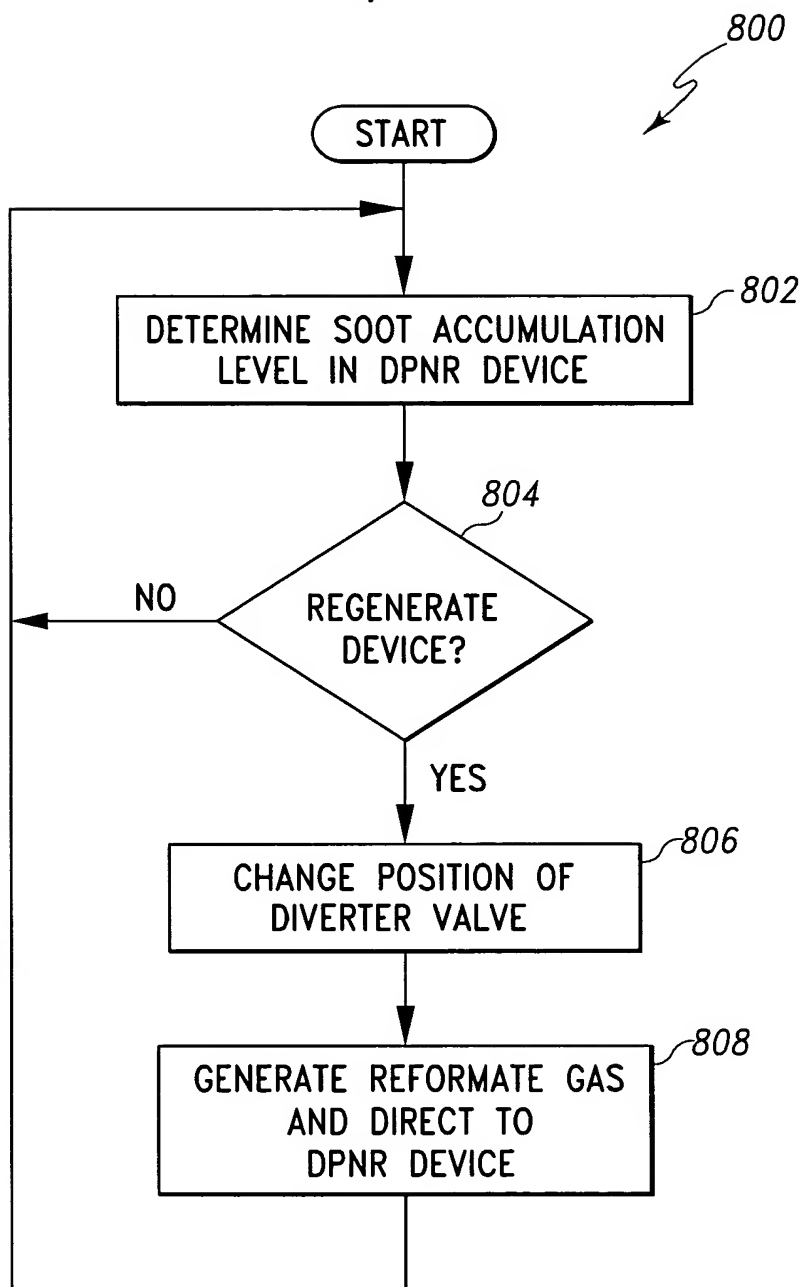 800
START
802
DETERMINE SOOT ACCUMULATION
LEVEL IN DPNR DEVICE
804
REGENERATE
DEVICE?
NO
YES
806
CHANGE POSITION OF
DIVERTER VALVE
808
GENERATE REFORMATE GAS
AND DIRECT TO
DPNR DEVICE